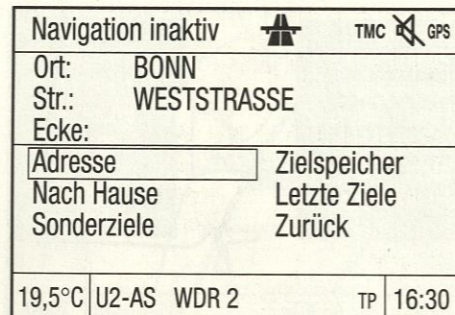 Navigation inaktiv TMC GPS
Ort: BONN
Str.: WESTSTRASSE
Ecke:
Adresse Zielspeicher
Nach Hause Letzte Ziele
Sonderziele Zurück
19,5°C U2-AS WDR 2 TP 16:30